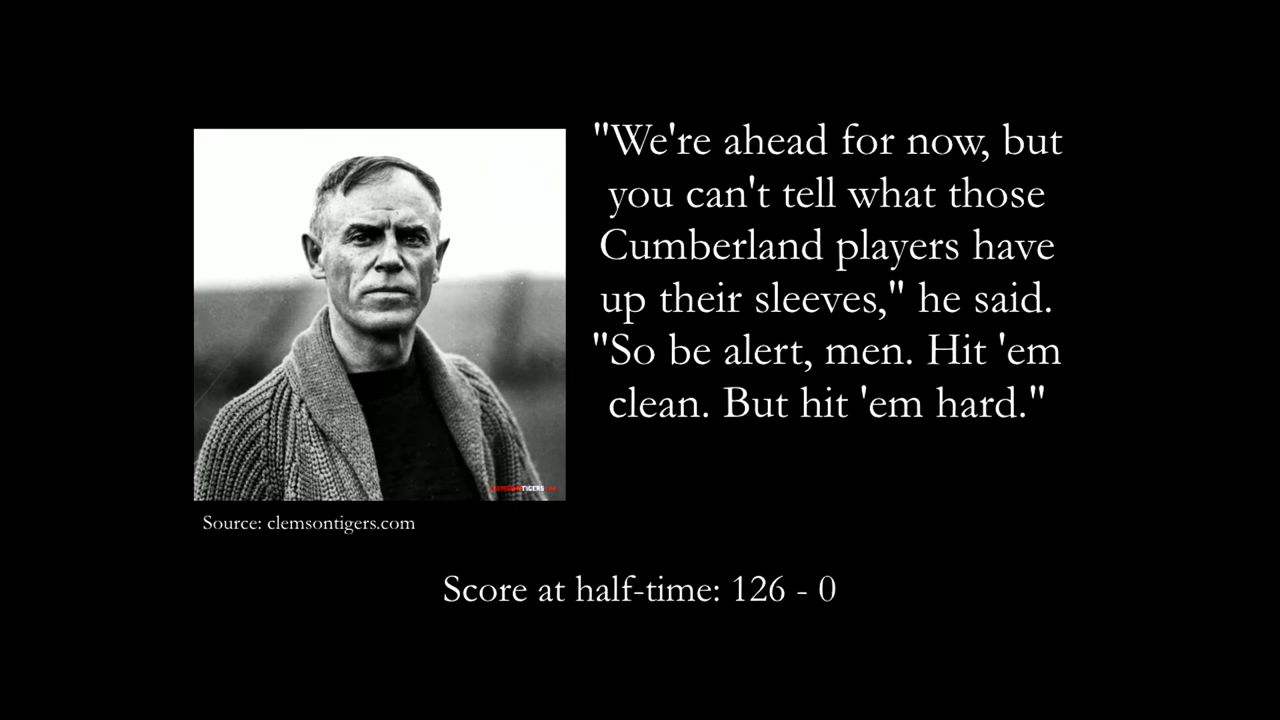 "We're ahead for now, but
you can't tell what those
Cumberland players have
up their sleeves," he said.
"So be alert, men. Hit 'em
clean. But hit 'em hard."
CLEMSONTIGERS.COM
Source: clemsontigers.com
Score at half-time: 126 - 0